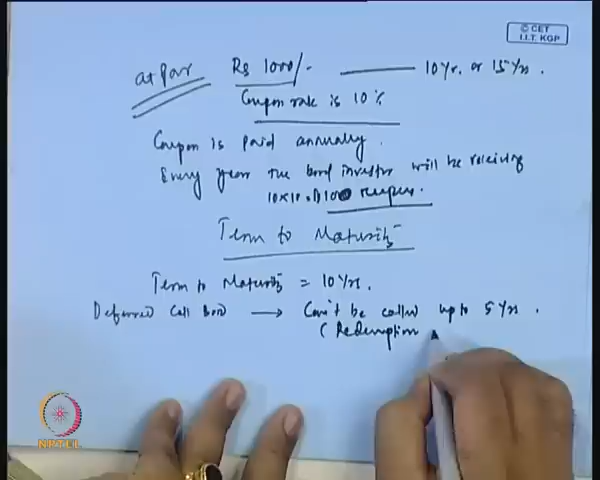 © CET
I.I.T. KGP
at Par Rs 1000/- 10 Yr. or 15 Yrs.
Coupon rate is 10%
Coupon is paid annually.
Every year the bond investor will be receiving
rupees.
Term to Maturity
Term to Maturity = 10 Yrs.
Deferred Call Bond → Can't be called up to 5 Yrs.
(Redemption
NPTEL